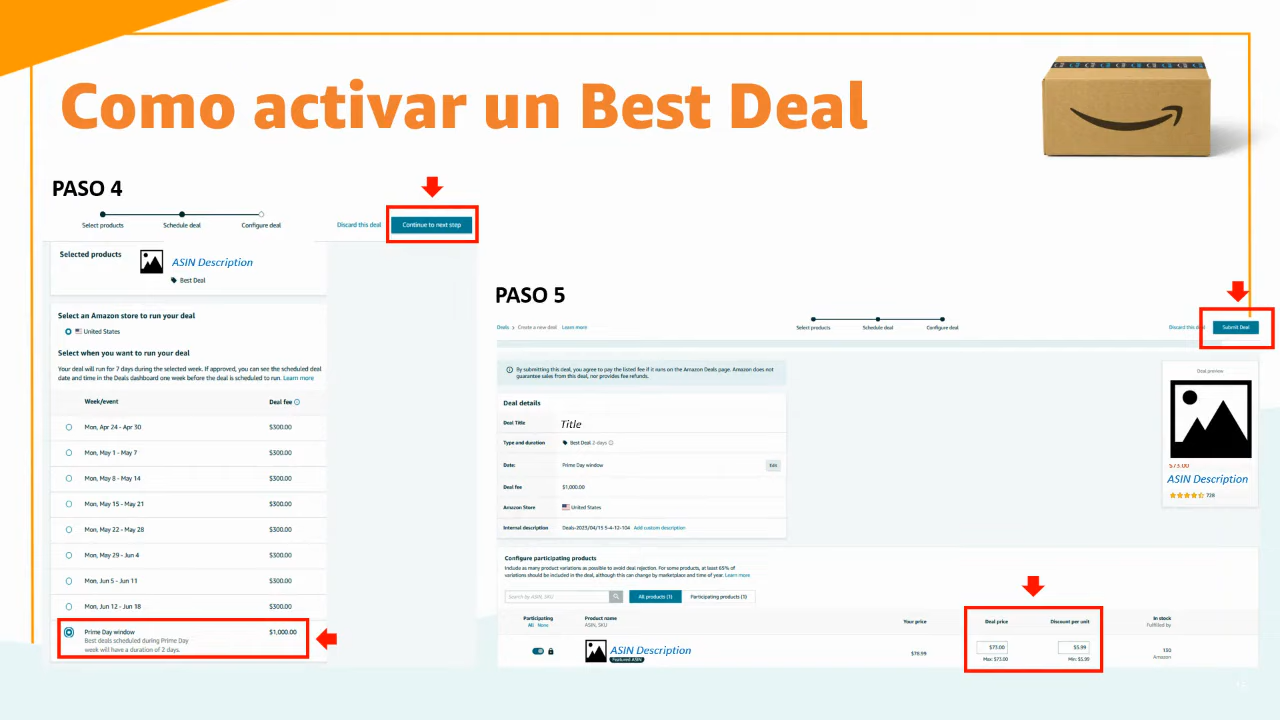 Como activar un Best Deal
PASO 4
Select products
Schedule deal
Configure deal
Discard this deal
Continue to next step
Selected products
ASIN Description
Best Deal
Select an Amazon store to run your deal
United States
Select when you want to run your deal
Your deal will run for 7 days during the selected week. If approved, you can see the scheduled deal
date and time in the Deals dashboard one week before the deal is scheduled to run. Learn more
Week/event Deal fee
Mon, Apr 24 - Apr 30 $300.00
Mon, May 1 - May 7 $300.00
Mon, May 8 - May 14 $300.00
Mon, May 15 - May 21 $300.00
Mon, May 22 - May 28 $300.00
Mon, May 29 - Jun 4 $300.00
Mon, Jun 5 - Jun 11 $300.00
Mon, Jun 12 - Jun 18 $300.00
Prime Day window $1,000.00
Best deals scheduled during Prime Day
week will have a duration of 2 days.
PASO 5
Deals > Create a new deal Learn more
Select products
Schedule deal
Configure deal
Discard this deal
Submit Deal
By submitting this deal, you agree to pay the listed fee if it runs on the Amazon Deals page. Amazon does not
guarantee sales from this deal, nor provides fee refunds.
Deal details
Deal Title Title
Type and duration Best Deal 2-days
Date: Prime Day window Edit
Deal fee $1,000.00
Amazon Store United States
Internal description Deals-2023/04/15 5-4-12-104 Add custom description
Deal preview
$73.00
ASIN Description
728
Configure participating products
Include as many product variations as possible to avoid deal rejection. For some products, at least 65% of
variations should be included in the deal, although this can change by marketplace and time of year. Learn more
Search by ASIN, SKU
All products (1)
Participating products (1)
Participating Product name Your price Deal price Discount per unit In stock
All None ASIN, SKU Fulfilled by
ASIN Description $78.99 $73.00 $5.99 130
Featured ASIN Max: $73.00 Min: $5.99 Amazon